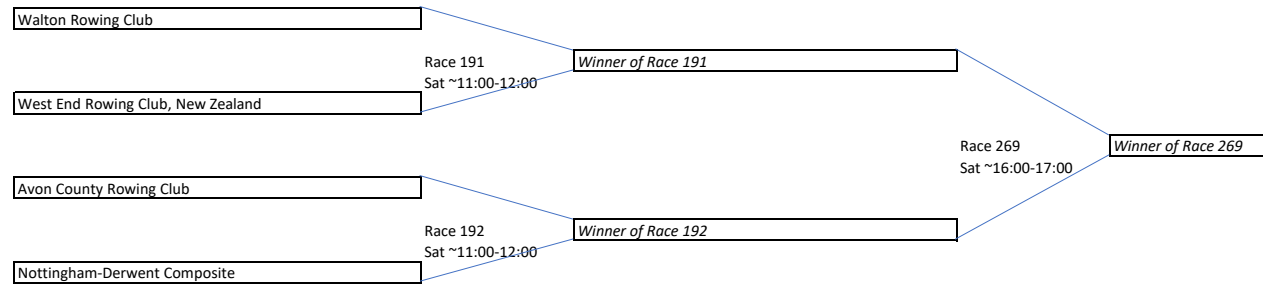 Walton Rowing Club
Race 191
Sat ~11:00-12:00
Winner of Race 191
West End Rowing Club, New Zealand
Race 269
Sat ~16:00-17:00
Winner of Race 269
Avon County Rowing Club
Race 192
Sat ~11:00-12:00
Winner of Race 192
Nottingham-Derwent Composite